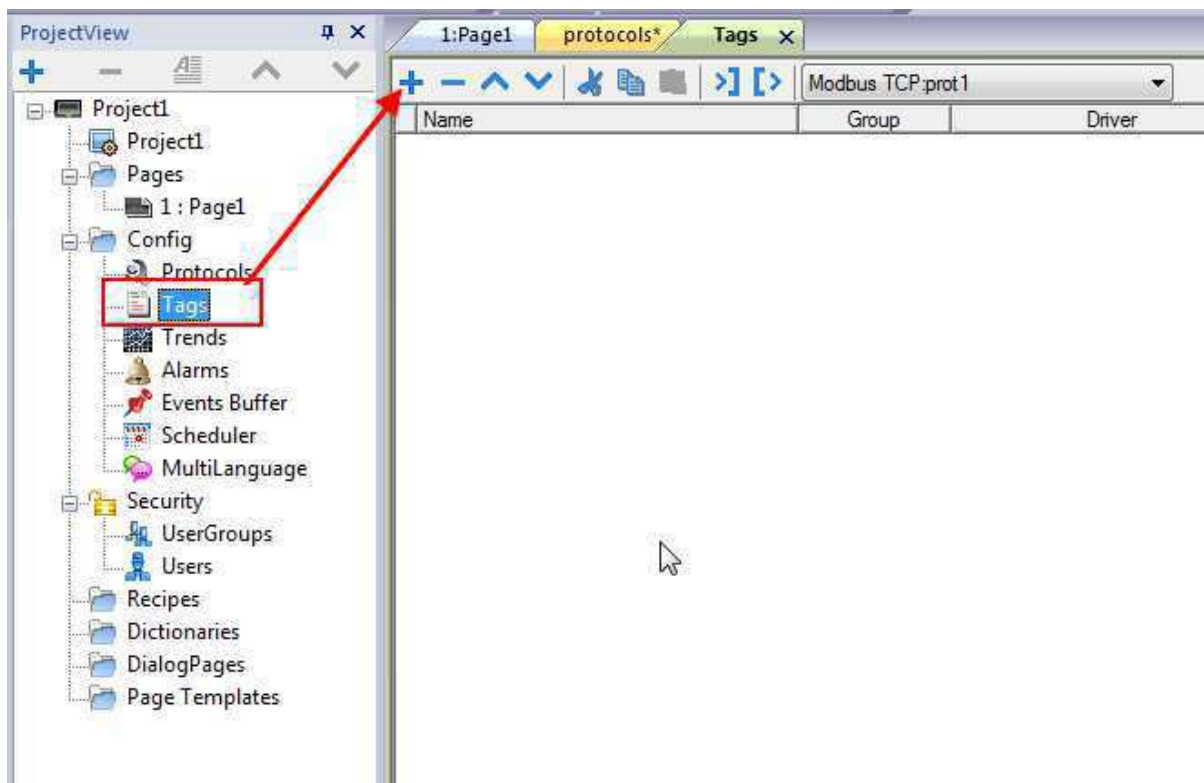 ProjectView
Project1
Project1
Pages
1 : Page1
Config
Protocols
Tags
Trends
Alarms
Events Buffer
Scheduler
MultiLanguage
Security
UserGroups
Users
Recipes
Dictionaries
DialogPages
Page Templates
1:Page1 protocols* Tags
Modbus TCP:prot1
Name Group Driver